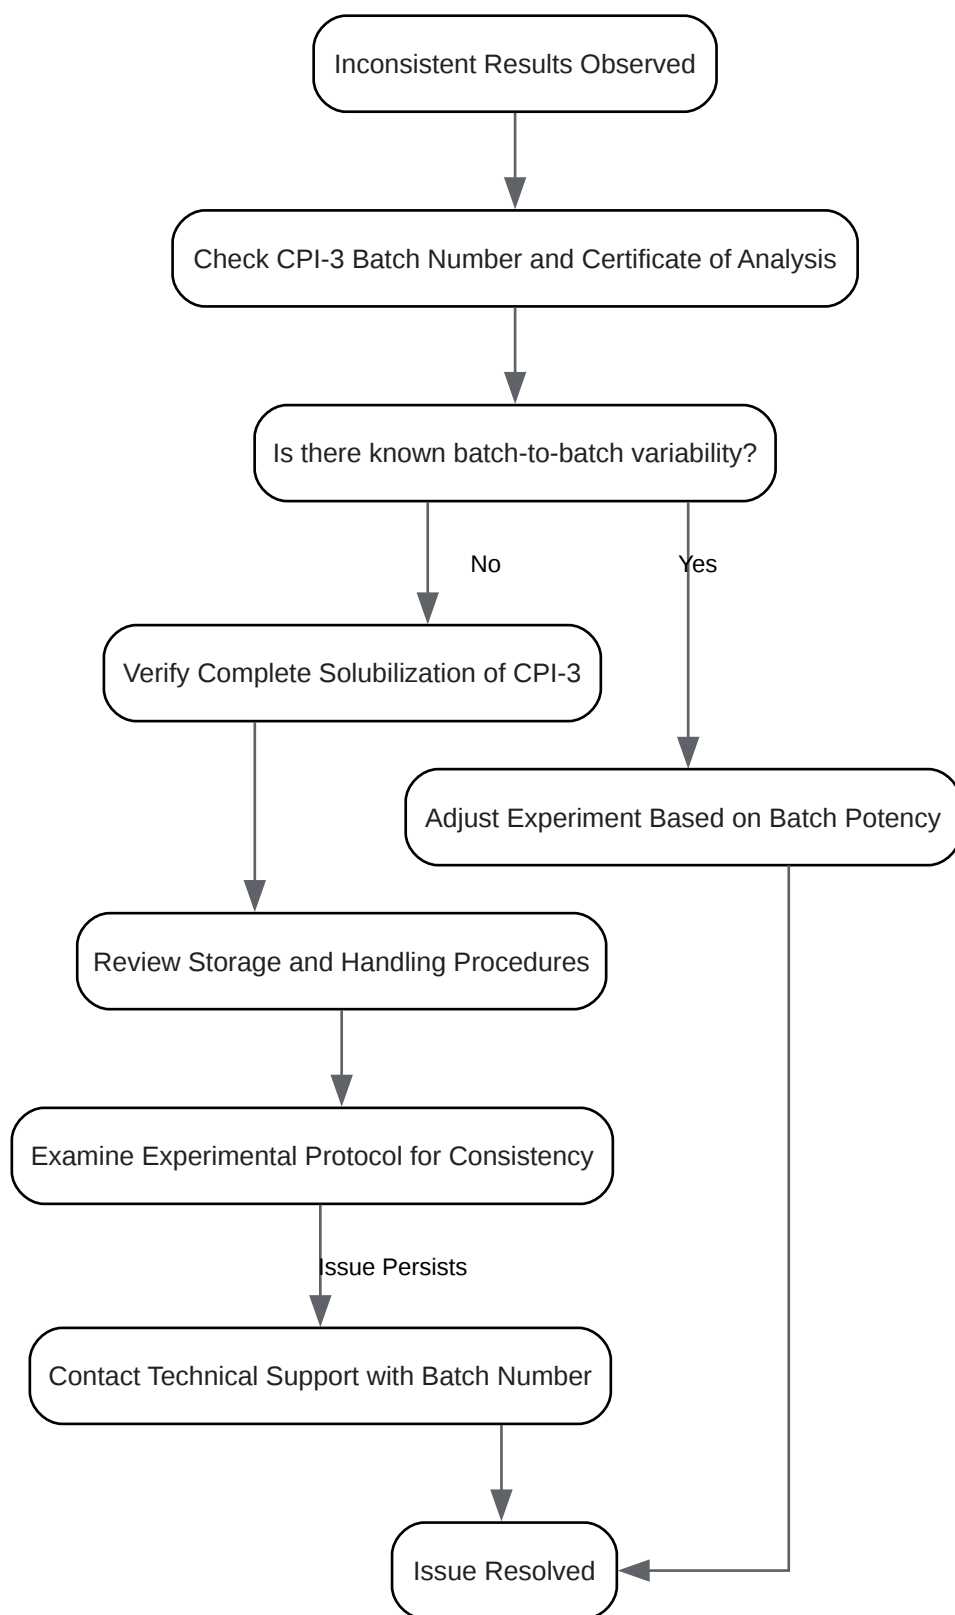 Inconsistent Results Observed
Check CPI-3 Batch Number and Certificate of Analysis
Is there known batch-to-batch variability?
No
Yes
Verify Complete Solubilization of CPI-3
Adjust Experiment Based on Batch Potency
Review Storage and Handling Procedures
Examine Experimental Protocol for Consistency
Issue Persists
Contact Technical Support with Batch Number
Issue Resolved